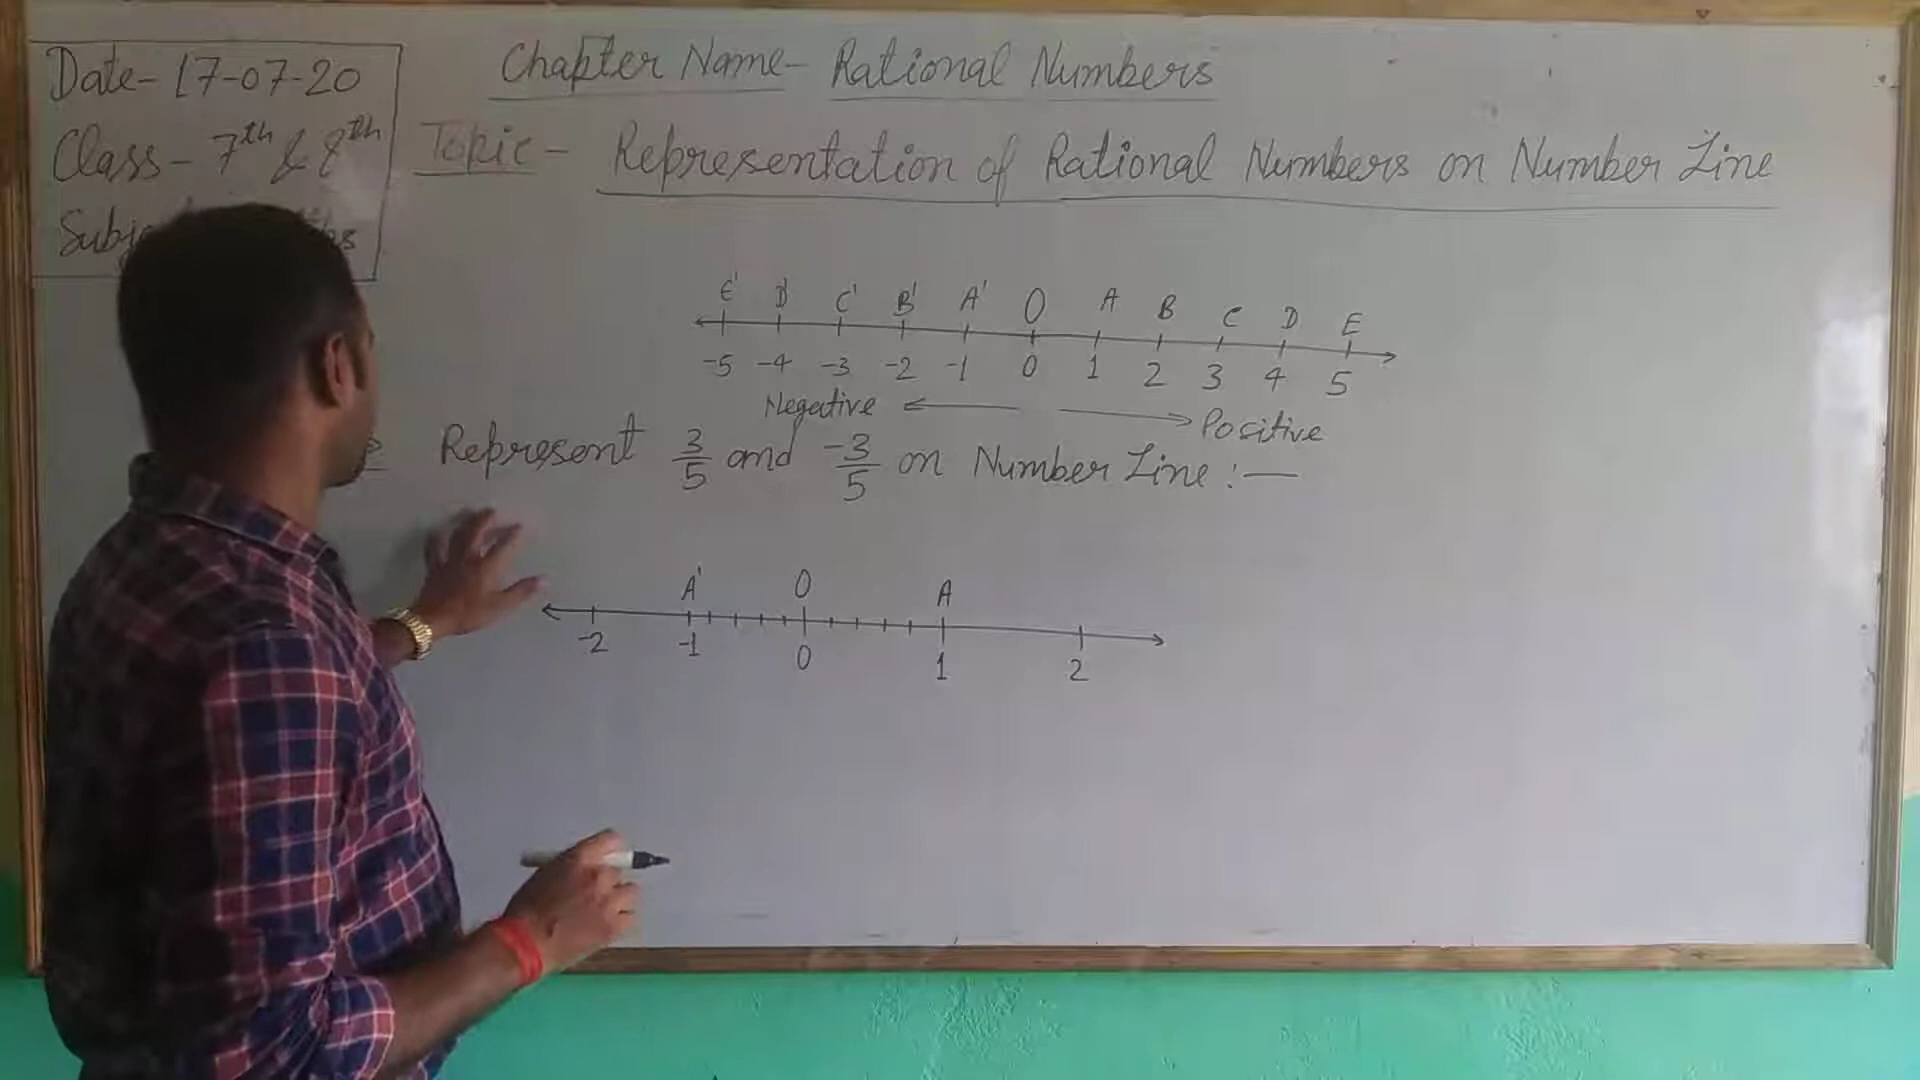 Date- 17-07-20
Class- 7th & 8th
Chapter Name- Rational Numbers
Topic- Representation of Rational Numbers on Number Line
E' D' C' B' A' O A B C D E
-5 -4 -3 -2 -1 0 1 2 3 4 5
Negative Positive
Represent 3/5 and -3/5 on Number Line :—
A' O A
-2 -1 0 1 2